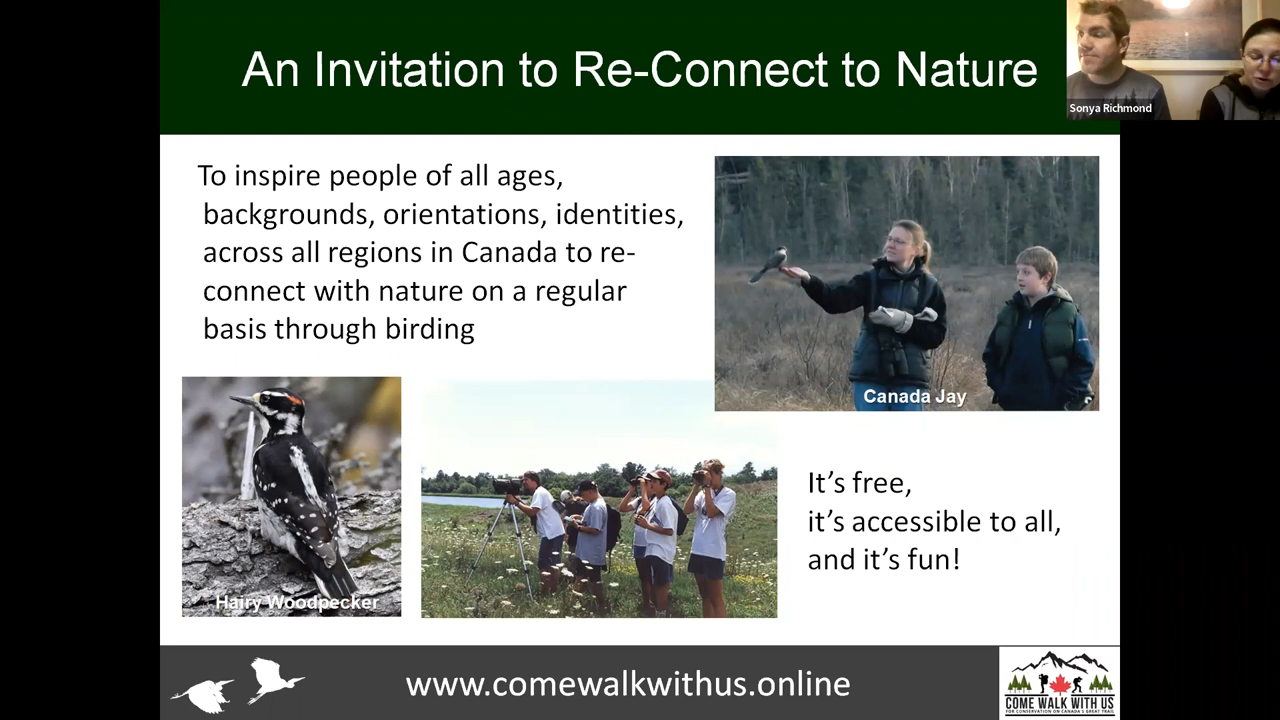 An Invitation to Re-Connect to Nature
Sonya Richmond
To inspire people of all ages,
backgrounds, orientations, identities,
across all regions in Canada to re-
connect with nature on a regular
basis through birding
Canada Jay
Hairy Woodpecker
It's free,
it's accessible to all,
and it's fun!
www.comewalkwithus.online
COME WALK WITH US
FOR CONSERVATION ON CANADA'S GREAT TRAIL